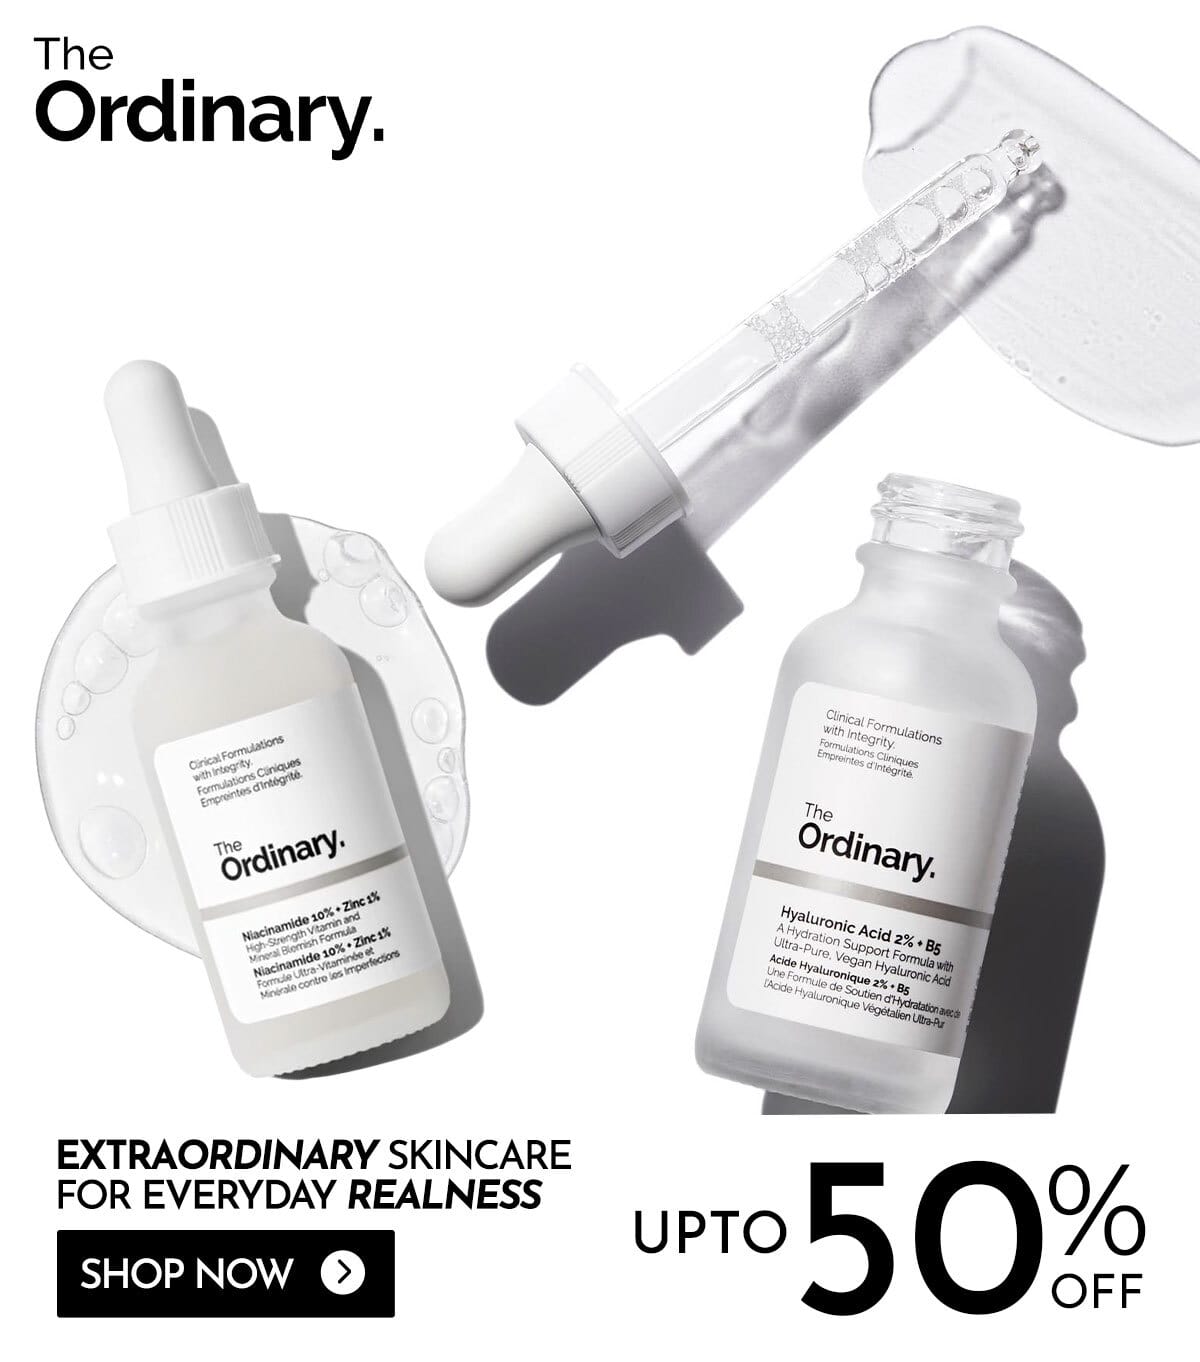 The
Ordinary.
Clinical Formulations
with Integrity.
Formulations Cliniques
Empreintes d'Intégrité.
The
Ordinary.
Niacinamide 10% + Zinc 1%
High-Strength Vitamin and
Mineral Blemish Formula
Niacinamide 10% + Zinc 1%
Formule Ultra-Vitaminée et
Minérale contre les Imperfections
Clinical Formulations
with Integrity.
Formulations Cliniques
Empreintes d'Intégrité.
The
Ordinary.
Hyaluronic Acid 2% + B5
A Hydration Support Formula with
Ultra-Pure, Vegan Hyaluronic Acid
Acide Hyaluronique 2% + B5
Une Formule de Soutien d'Hydratation avec de
l'Acide Hyaluronique Végétalien Ultra-Pur
EXTRAORDINARY SKINCARE
FOR EVERYDAY REALNESS
SHOP NOW
UPTO 50% OFF